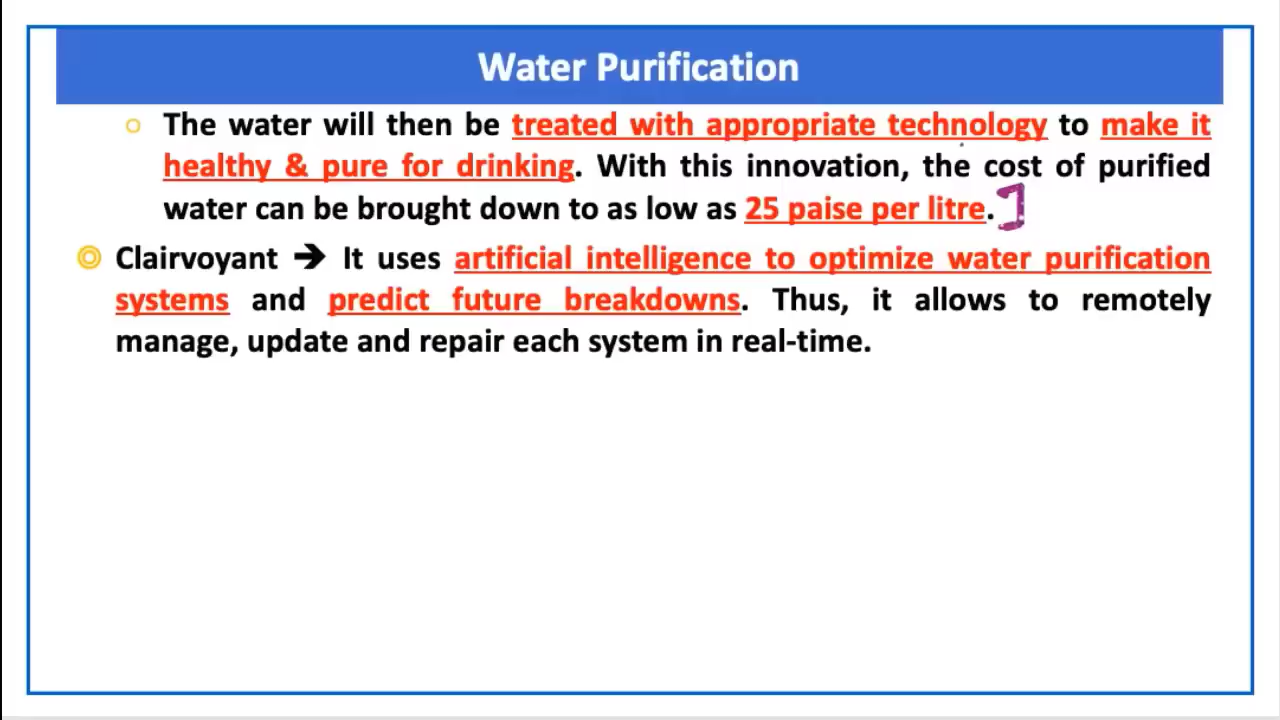 Water Purification
The water will then be treated with appropriate technology to make it
healthy & pure for drinking. With this innovation, the cost of purified
water can be brought down to as low as 25 paise per litre.
Clairvoyant ➔ It uses artificial intelligence to optimize water purification
systems and predict future breakdowns. Thus, it allows to remotely
manage, update and repair each system in real-time.